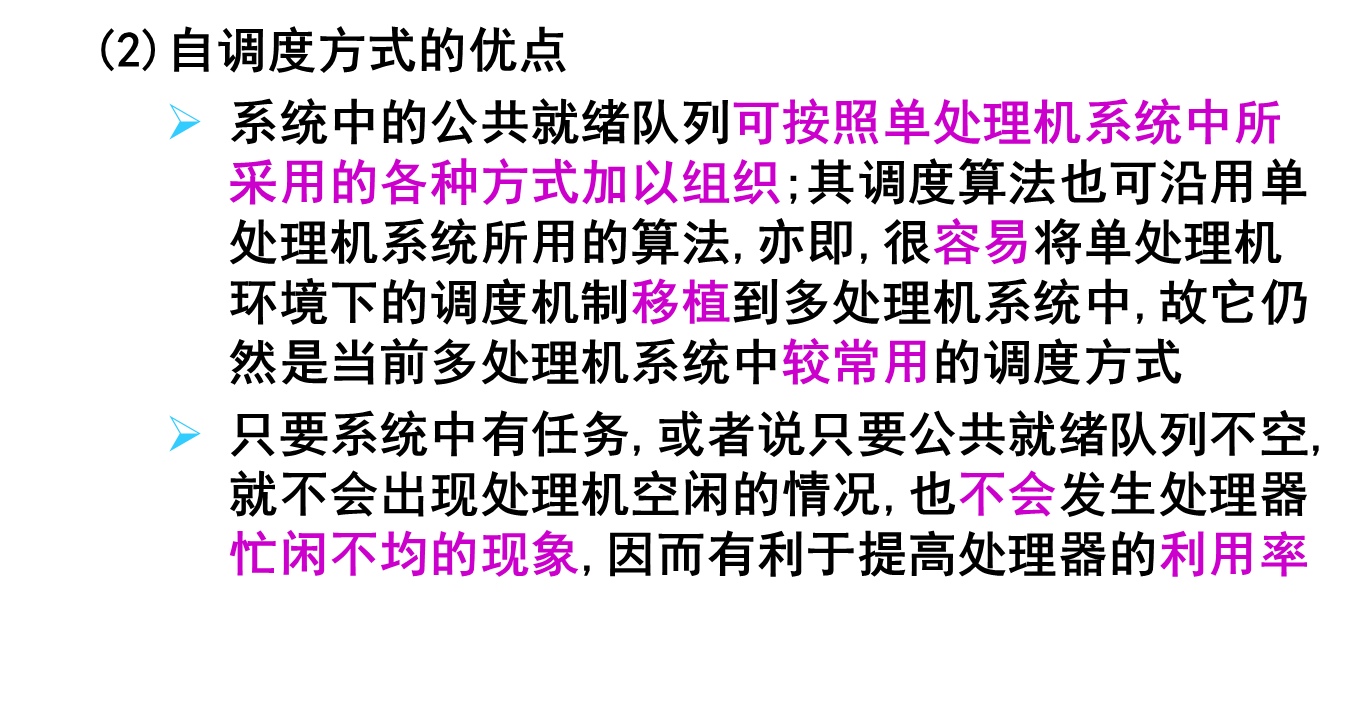 (2)自调度方式的优点
系统中的公共就绪队列可按照单处理机系统中所
采用的各种方式加以组织;其调度算法也可沿用单
处理机系统所用的算法,亦即,很容易将单处理机
环境下的调度机制移植到多处理机系统中,故它仍
然是当前多处理机系统中较常用的调度方式
只要系统中有任务,或者说只要公共就绪队列不空,
就不会出现处理机空闲的情况,也不会发生处理器
忙闲不均的现象,因而有利于提高处理器的利用率